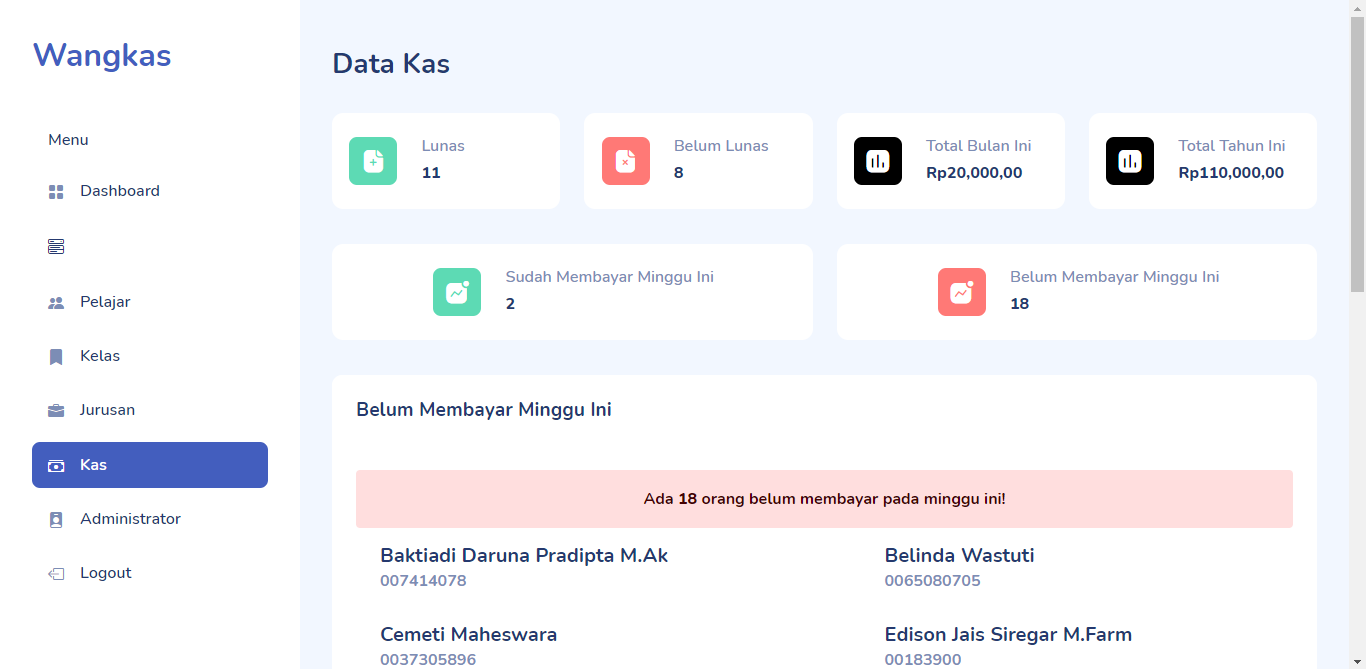 Wangkas
Menu
Dashboard
Pelajar
Kelas
Jurusan
Kas
Administrator
Logout
Data Kas
Lunas
11
Belum Lunas
8
Total Bulan Ini
Rp20,000,00
Total Tahun Ini
Rp110,000,00
Sudah Membayar Minggu Ini
2
Belum Membayar Minggu Ini
18
Belum Membayar Minggu Ini
Ada 18 orang belum membayar pada minggu ini!
Baktiadi Daruna Pradipta M.Ak
007414078
Belinda Wastuti
0065080705
Cemeti Maheswara
0037305896
Edison Jais Siregar M.Farm
00183900